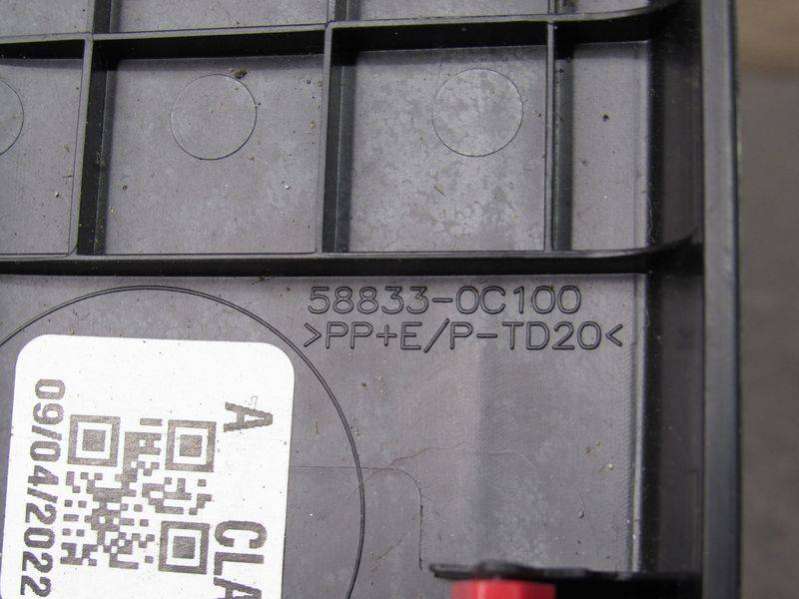 58833-0C100
>PP+E/P-TD20<
A
CLA
09/04/2022